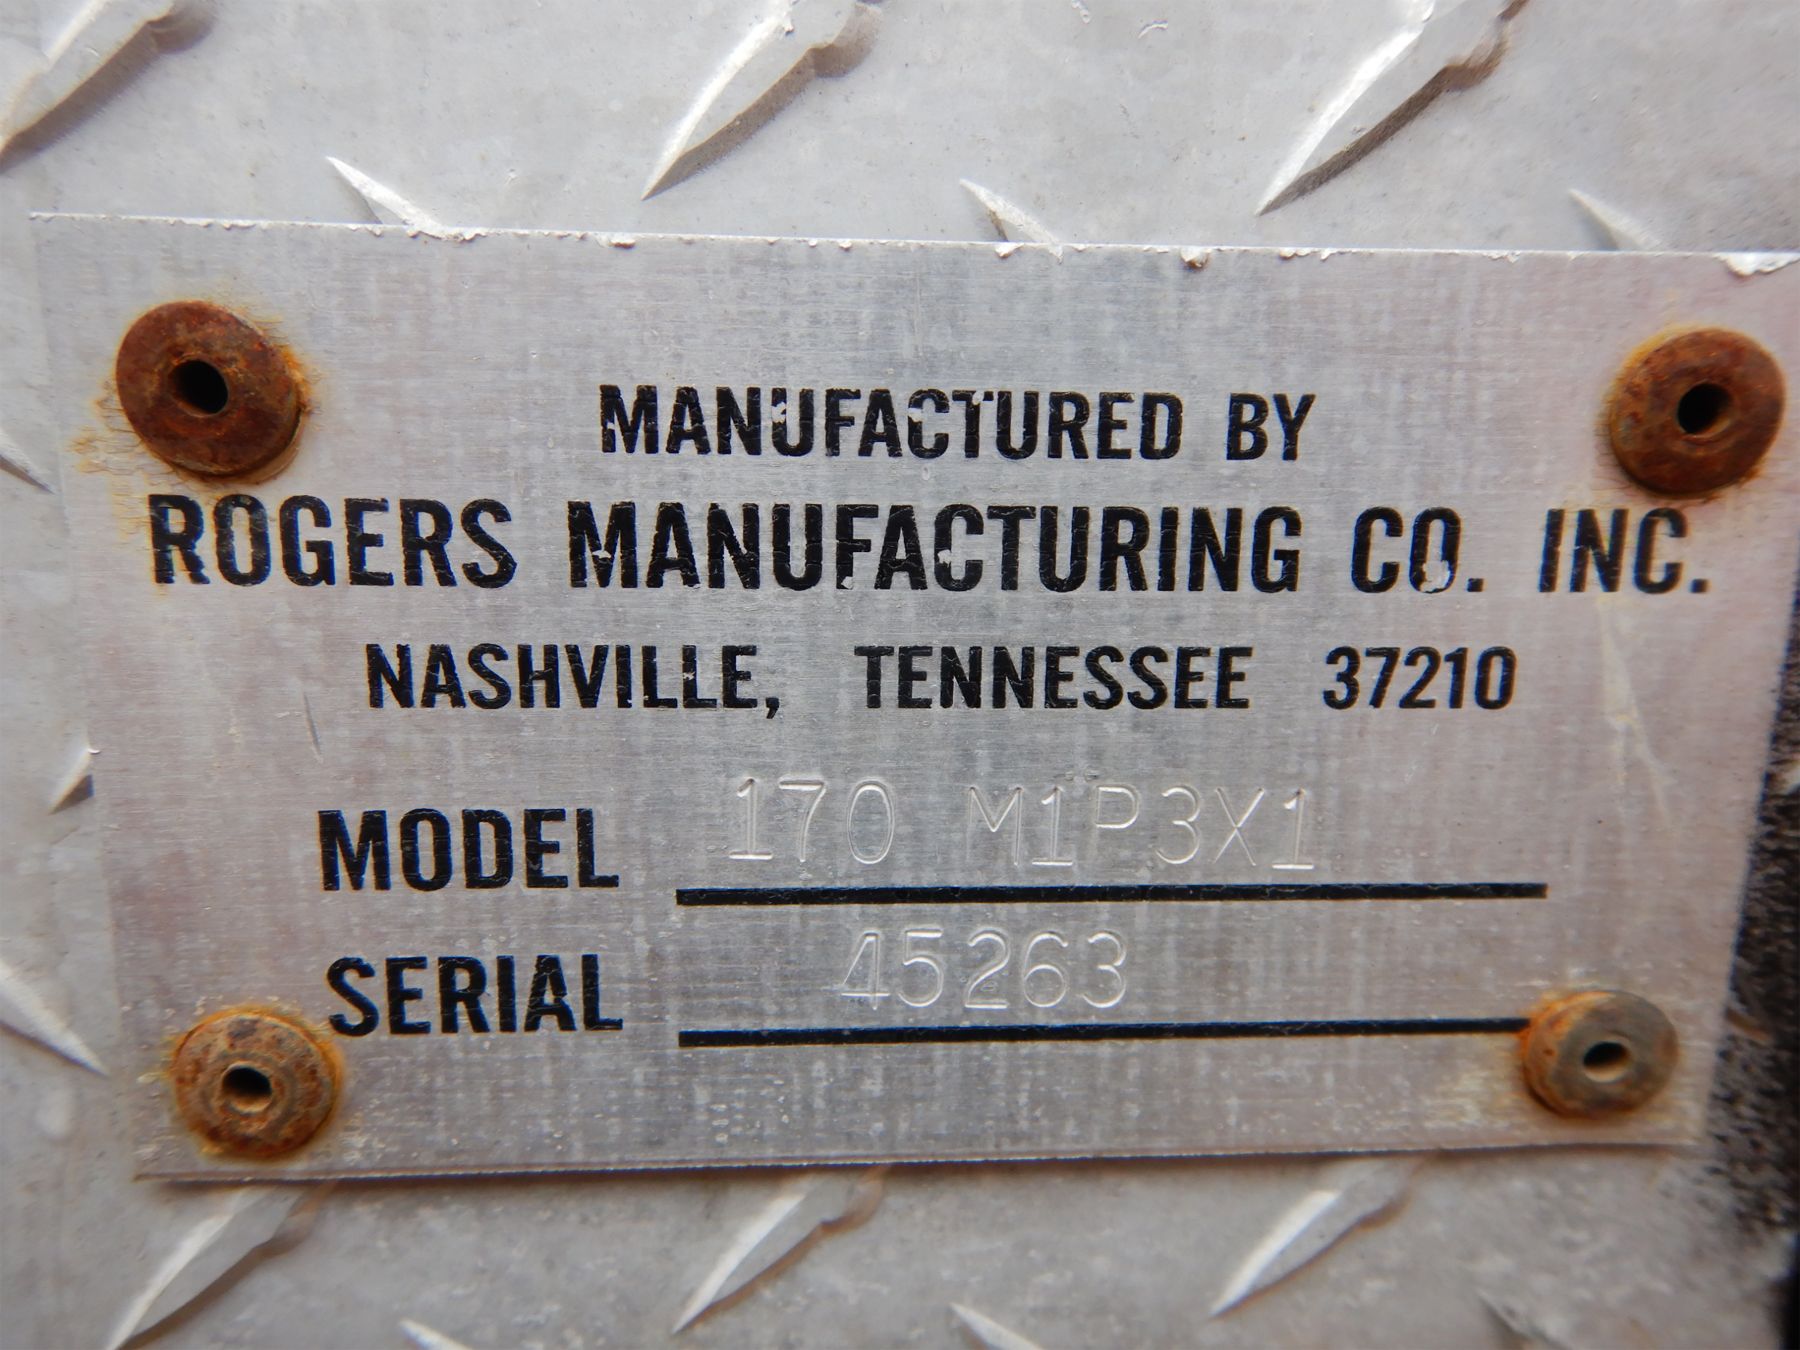 MANUFACTURED BY
ROGERS MANUFACTURING CO. INC.
NASHVILLE, TENNESSEE 37210
MODEL 170 M1P3X1
SERIAL 45263